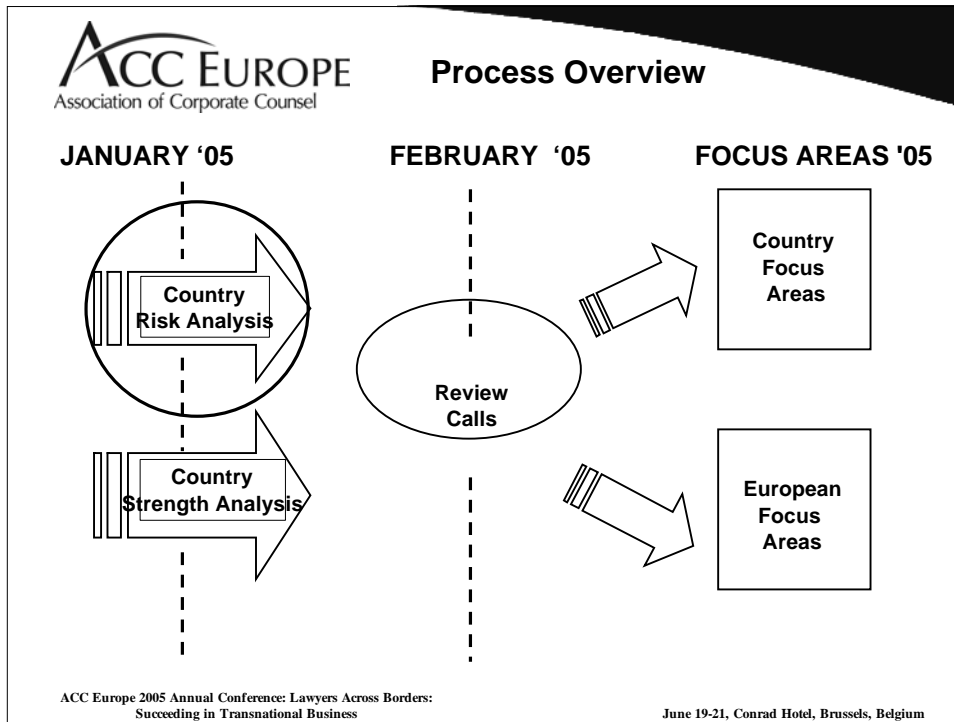 ACC EUROPE
Association of Corporate Counsel
Process Overview
JANUARY ‘05
FEBRUARY ‘05
FOCUS AREAS '05
Country
Risk Analysis
Country
Strength Analysis
Review
Calls
Country
Focus
Areas
European
Focus
Areas
ACC Europe 2005 Annual Conference: Lawyers Across Borders:
Succeeding in Transnational Business
June 19-21, Conrad Hotel, Brussels, Belgium